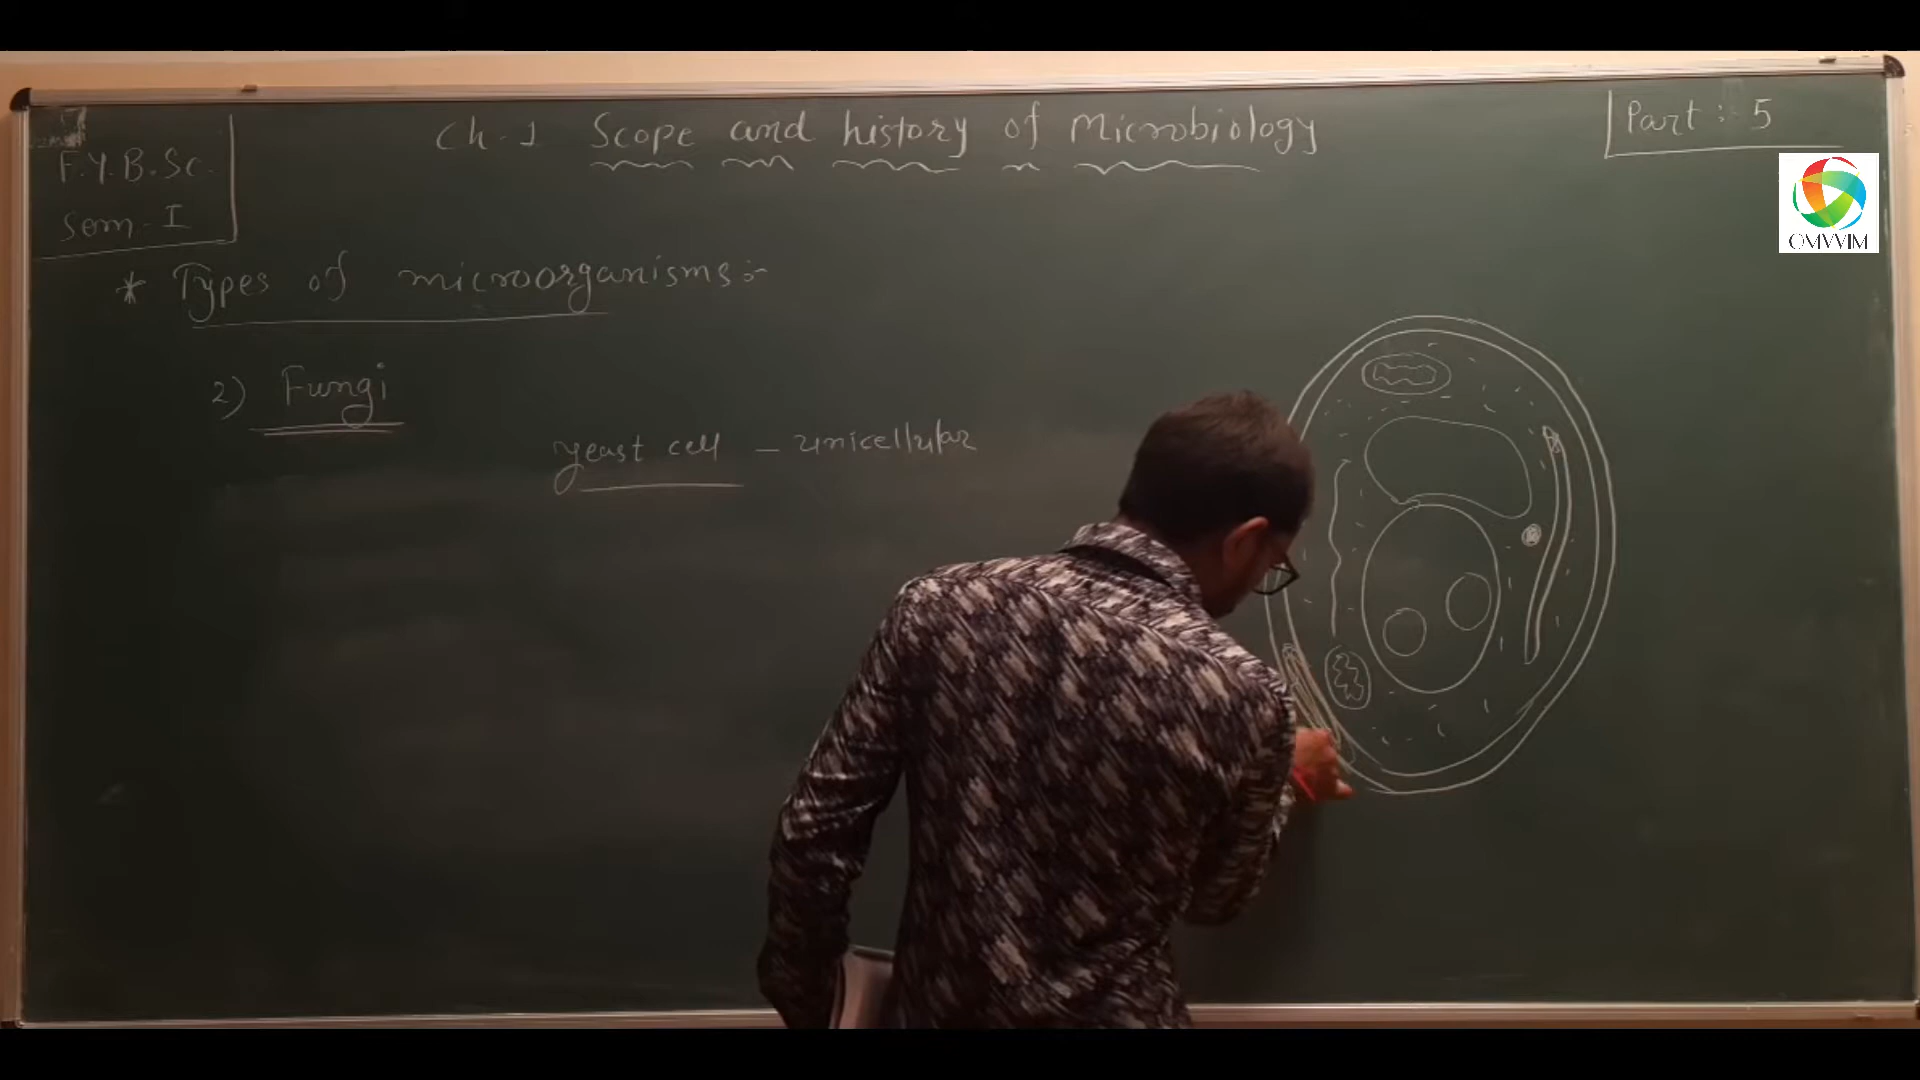 Ch-1 Scope and history of Microbiology
Part :- 5
F.Y.B.Sc.
Sem-I
OMVVIM
* Types of microorganisms:-
2) Fungi
yeast cell - unicellular